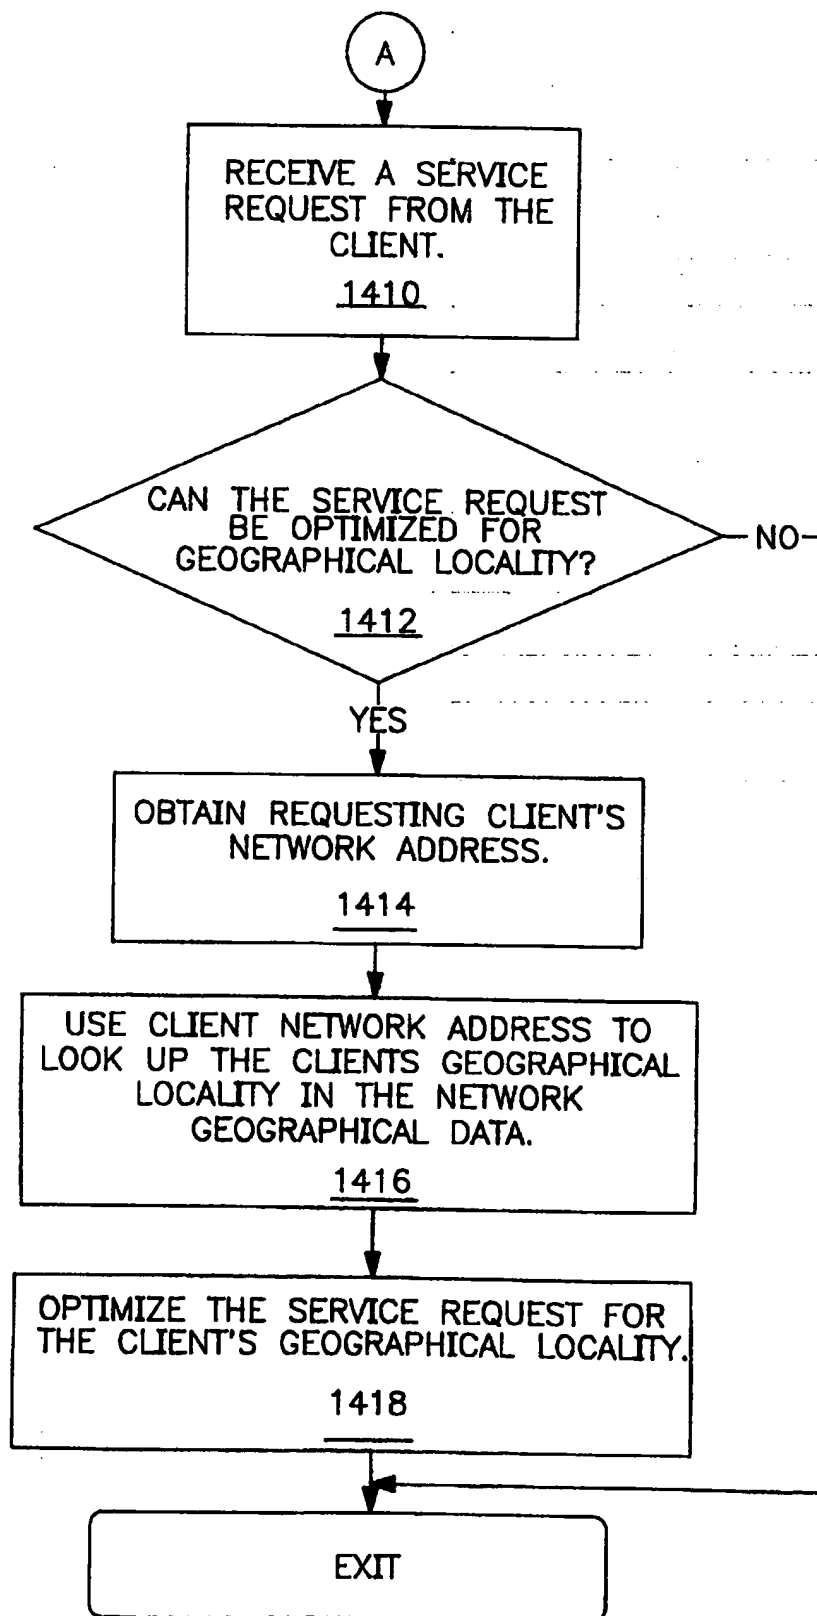 A
RECEIVE A SERVICE
REQUEST FROM THE
CLIENT.
1410
CAN THE SERVICE REQUEST
BE OPTIMIZED FOR
GEOGRAPHICAL LOCALITY?
1412
NO
YES
OBTAIN REQUESTING CLIENT'S
NETWORK ADDRESS.
1414
USE CLIENT NETWORK ADDRESS TO
LOOK UP THE CLIENTS GEOGRAPHICAL
LOCALITY IN THE NETWORK
GEOGRAPHICAL DATA.
1416
OPTIMIZE THE SERVICE REQUEST FOR
THE CLIENT'S GEOGRAPHICAL LOCALITY.
1418
EXIT